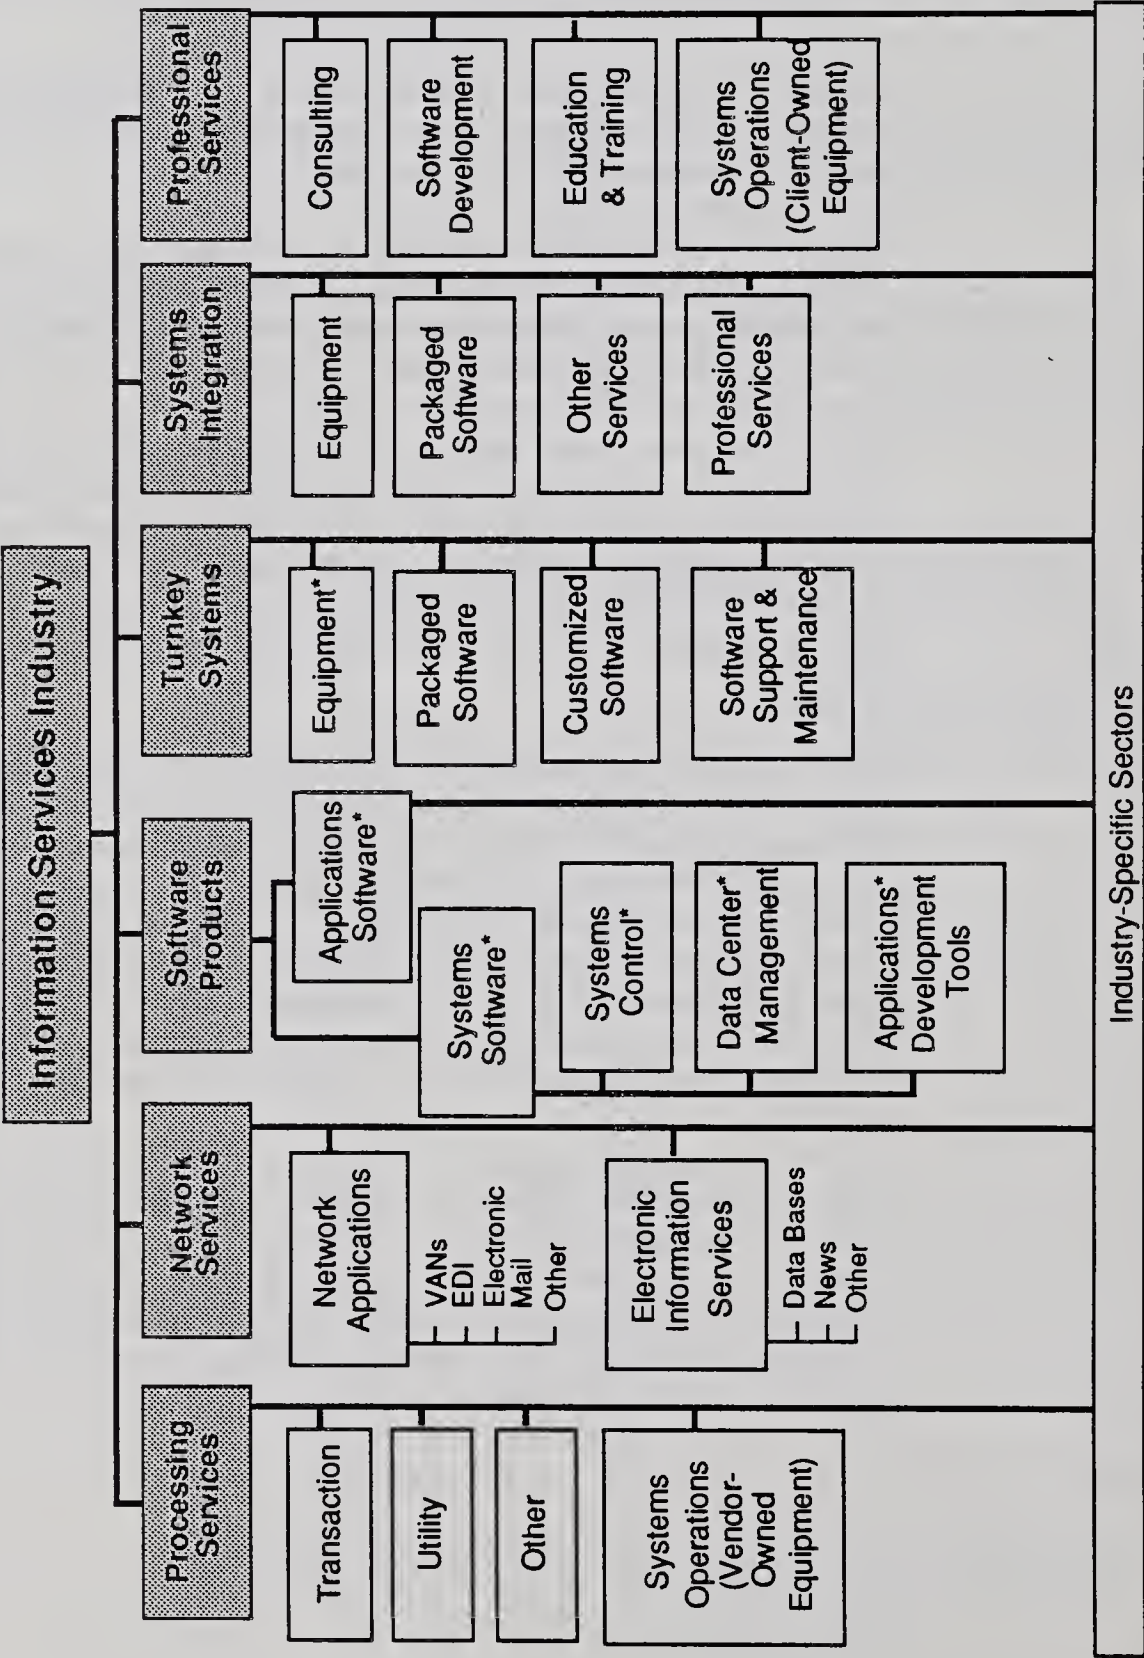 Information Services Industry
Processing
Services
Transaction
Utility
Other
Systems
Operations
(Vendor-
Owned
Equipment)
Network
Services
Network
Applications
VANs
EDI
Electronic
Mail
Other
Electronic
Information
Services
Data Bases
News
Other
Software
Products
Applications
Software*
Systems
Software*
Systems
Control*
Data Center*
Management
Applications*
Development
Tools
Turnkey
Systems
Equipment*
Packaged
Software
Customized
Software
Software
Support &
Maintenance
Systems
Integration
Equipment
Packaged
Software
Other
Services
Professional
Services
Professional
Services
Consulting
Software
Development
Education
& Training
Systems
Operations
(Client-Owned
Equipment)
Industry-Specific Sectors